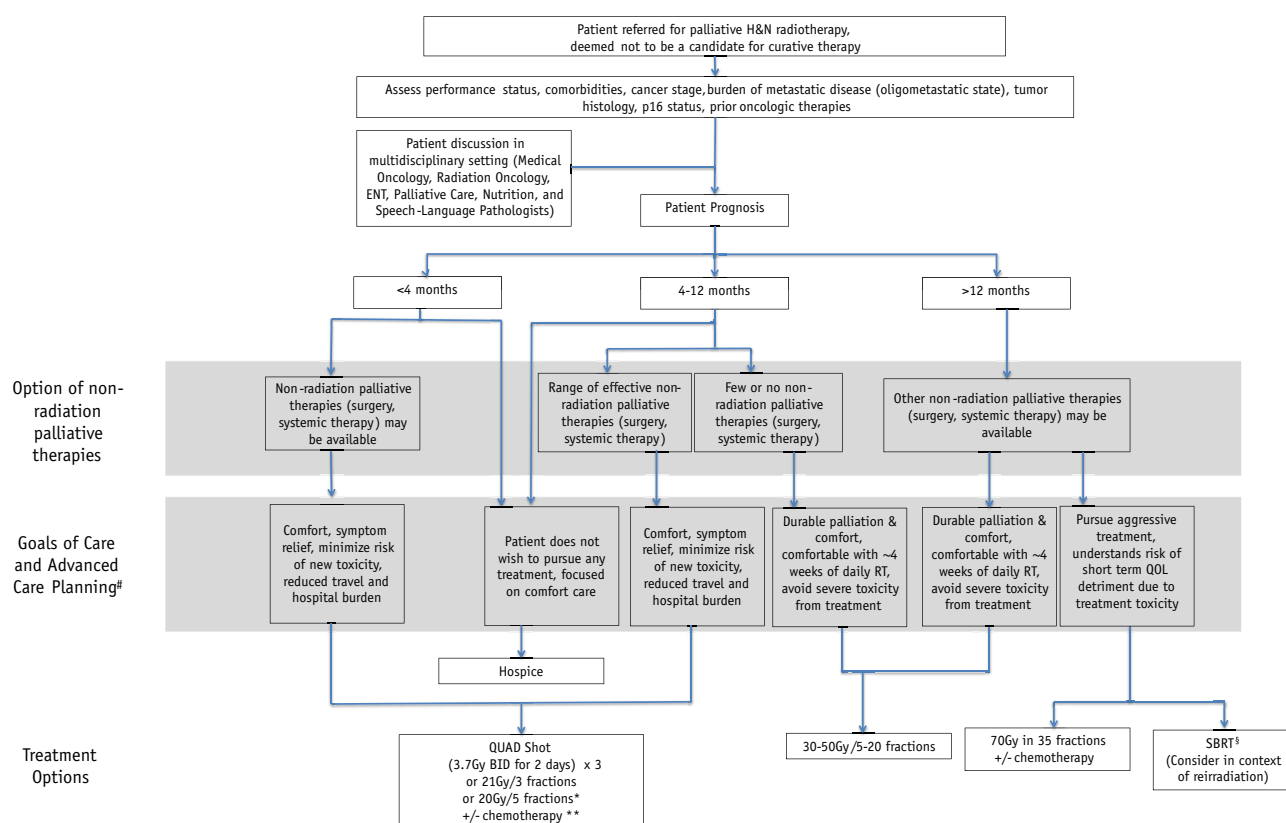 Patient referred for palliative H&N radiotherapy,
deemed not to be a candidate for curative therapy
Assess performance status, comorbidities, cancer stage,burden of metastatic disease (oligometastatic state), tumor
histology, p16 status, prior oncologic therapies
Patient discussion in
multidisciplinary setting (Medical
Oncology, Radiation Oncology,
ENT, Palliative Care, Nutrition, and
Speech-Language Pathologists)
Patient Prognosis
<4 months
4-12 months
>12 months
Option of non-
radiation
palliative
therapies
Non-radiation palliative
therapies (surgery,
systemic therapy) may
be available
Range of effective non-
radiation palliative
therapies (surgery,
systemic therapy)
Few or no non-
radiation palliative
therapies (surgery,
systemic therapy)
Other non-radiation palliative therapies
(surgery, systemic therapy) may be
available
Goals of Care
and Advanced
Care Planning#
Comfort, symptom
relief, minimize risk
of new toxicity,
reduced travel and
hospital burden
Patient does not
wish to pursue any
treatment, focused
on comfort care
Comfort, symptom
relief, minimize risk
of new toxicity,
reduced travel and
hospital burden
Durable palliation &
comfort,
comfortable with ~4
weeks of daily RT,
avoid severe toxicity
from treatment
Durable palliation &
comfort,
comfortable with ~4
weeks of daily RT,
avoid severe toxicity
from treatment
Pursue aggressive
treatment,
understands risk of
short term QOL
detriment due to
treatment toxicity
Hospice
Treatment
Options
QUAD Shot
(3.7Gy BID for 2 days) x 3
or 21Gy/3 fractions
or 20Gy/5 fractions*
+/- chemotherapy **
30-50Gy/5-20 fractions
70Gy in 35 fractions
+/- chemotherapy
SBRT§
(Consider in context
of reirradiation)